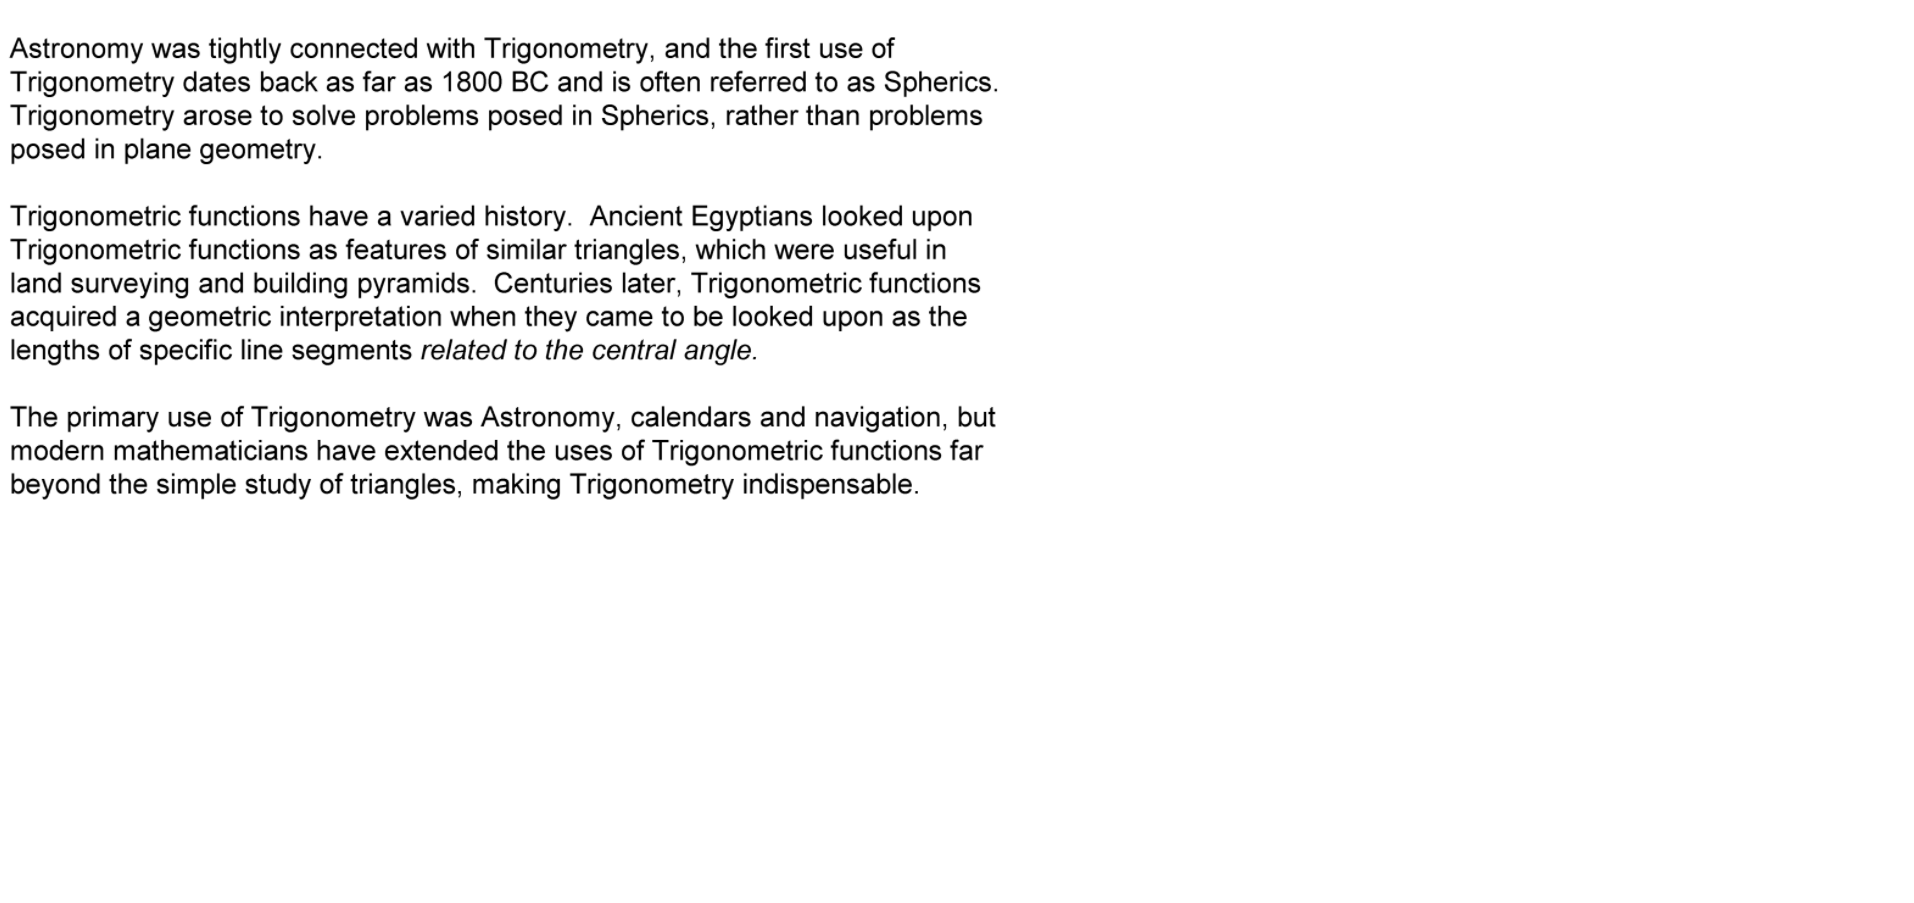 Astronomy was tightly connected with Trigonometry, and the first use of
Trigonometry dates back as far as 1800 BC and is often referred to as Spherics.
Trigonometry arose to solve problems posed in Spherics, rather than problems
posed in plane geometry.
Trigonometric functions have a varied history.  Ancient Egyptians looked upon
Trigonometric functions as features of similar triangles, which were useful in
land surveying and building pyramids.  Centuries later, Trigonometric functions
acquired a geometric interpretation when they came to be looked upon as the
lengths of specific line segments related to the central angle.
The primary use of Trigonometry was Astronomy, calendars and navigation, but
modern mathematicians have extended the uses of Trigonometric functions far
beyond the simple study of triangles, making Trigonometry indispensable.